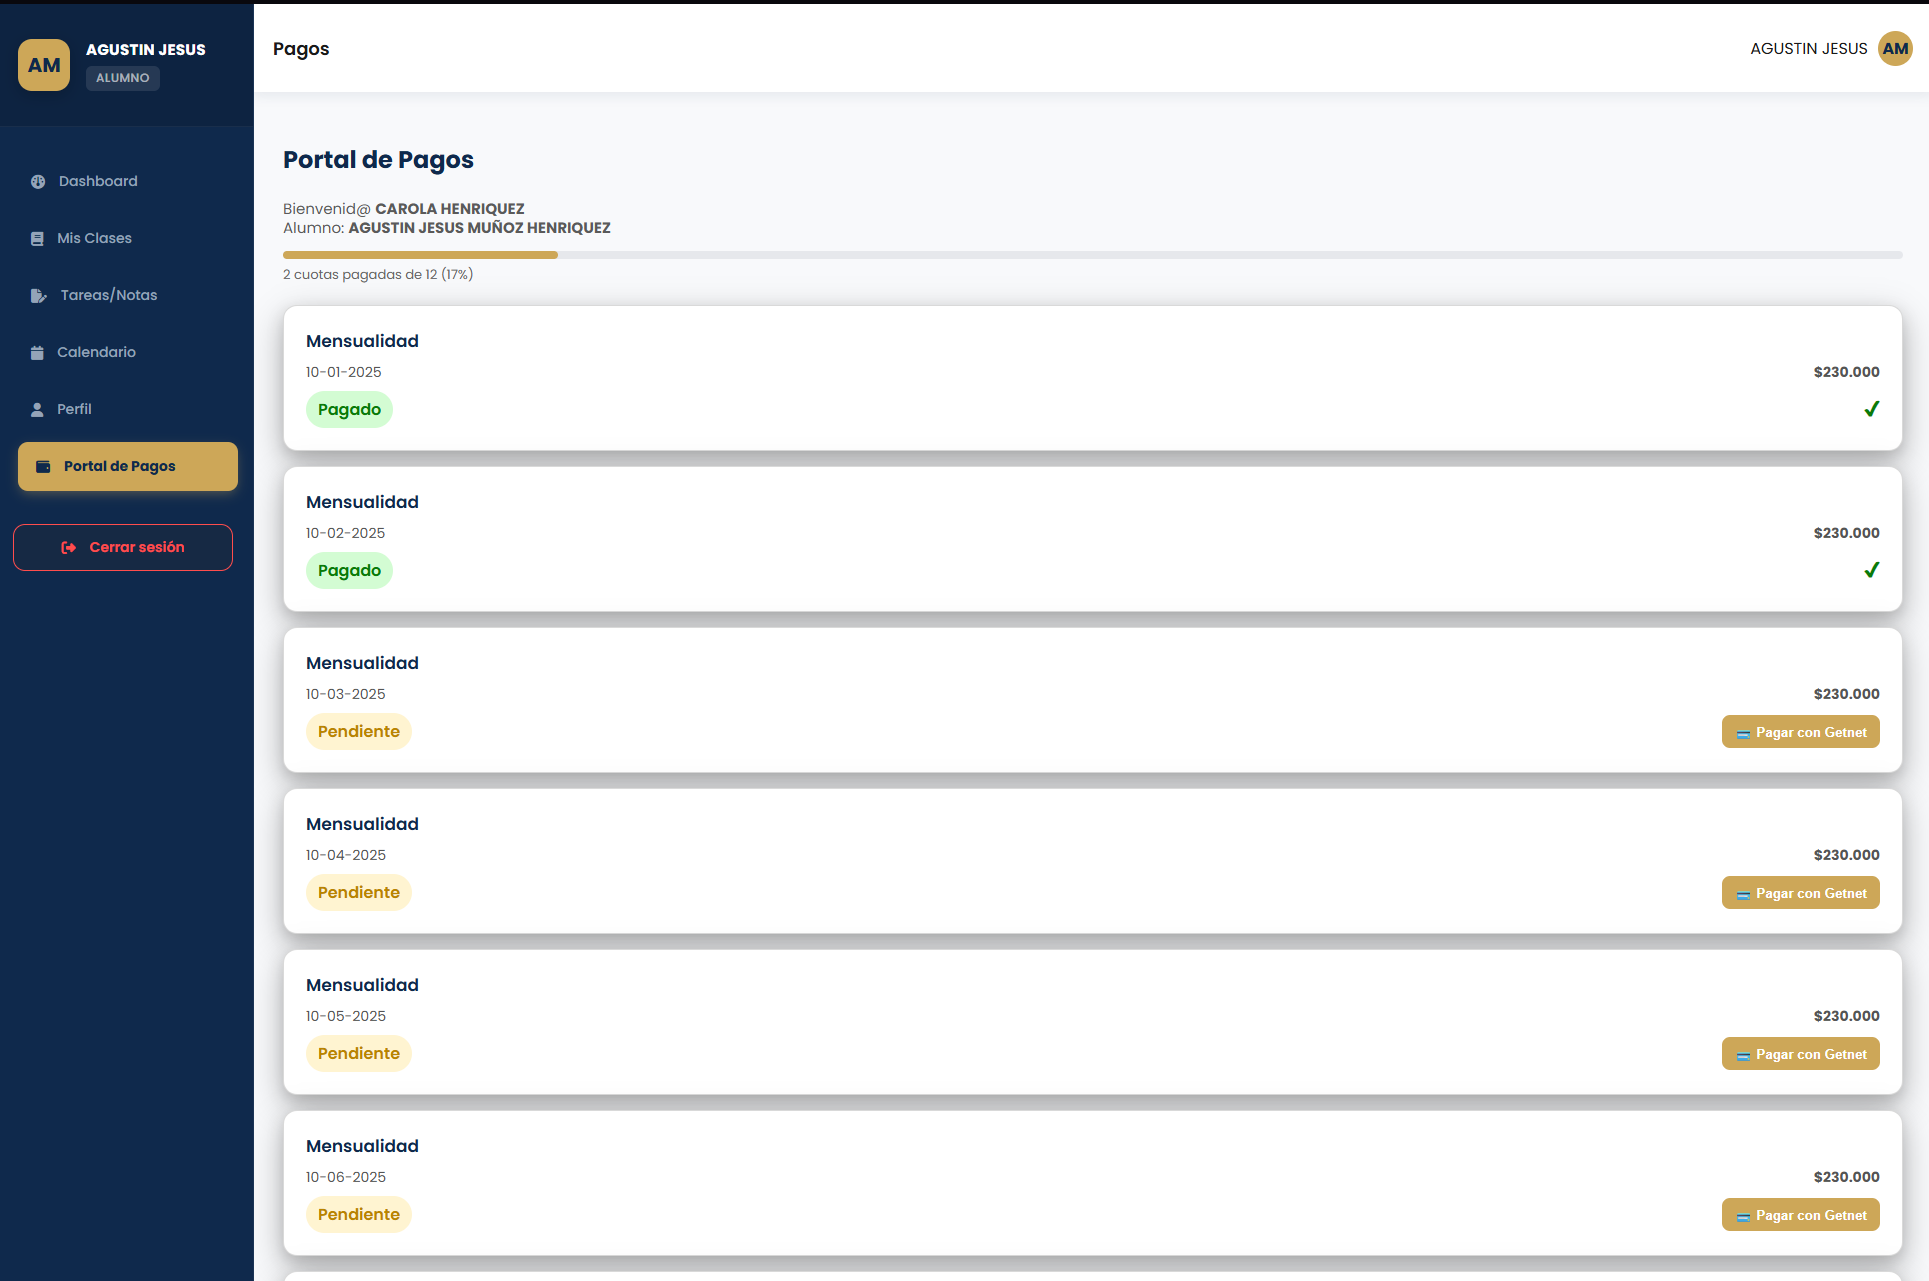 AM
AGUSTIN JESUS
ALUMNO
Dashboard
Mis Clases
Tareas/Notas
Calendario
Perfil
Portal de Pagos
Cerrar sesión
Pagos
AGUSTIN JESUS AM
Portal de Pagos
Bienvenid@ CAROLA HENRIQUEZ
Alumno: AGUSTIN JESUS MUÑOZ HENRIQUEZ
2 cuotas pagadas de 12 (17%)
Mensualidad
10-01-2025 $230.000
Pagado ✓
Mensualidad
10-02-2025 $230.000
Pagado ✓
Mensualidad
10-03-2025 $230.000
Pendiente Pagar con Getnet
Mensualidad
10-04-2025 $230.000
Pendiente Pagar con Getnet
Mensualidad
10-05-2025 $230.000
Pendiente Pagar con Getnet
Mensualidad
10-06-2025 $230.000
Pendiente Pagar con Getnet